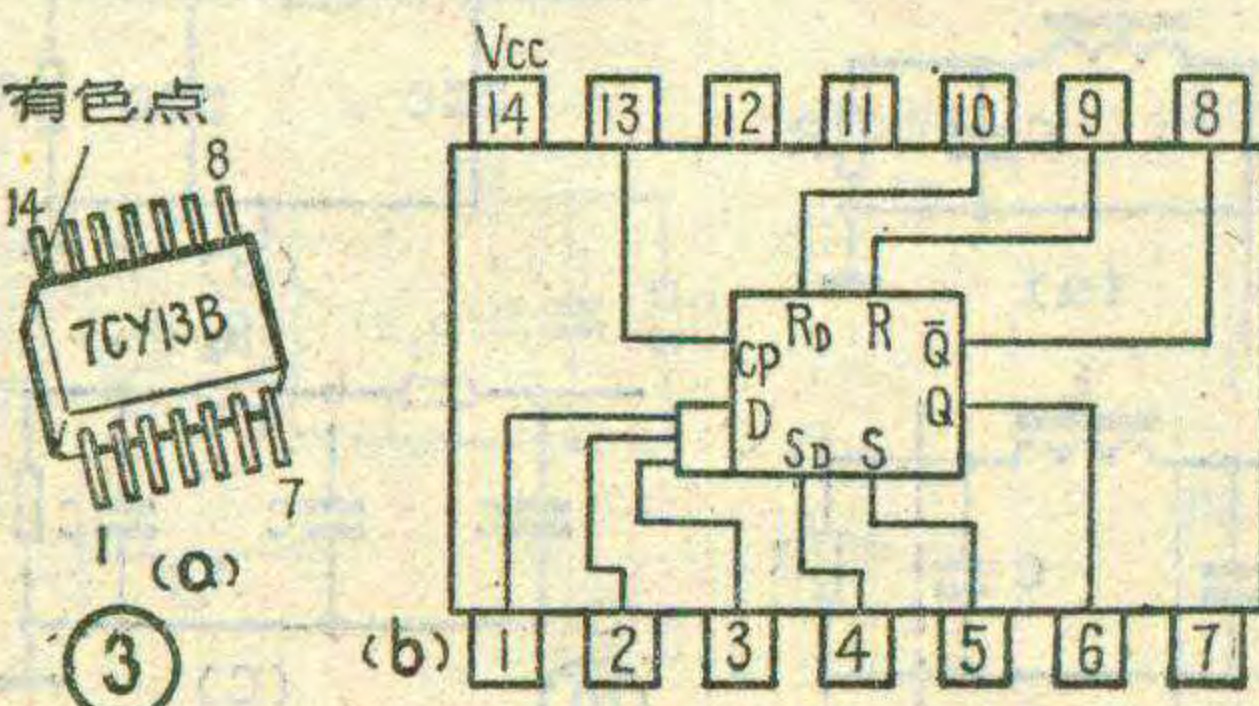 有色点
14
8
7CY13B
1
7
(a)
③
Vcc
14 13 12 11 10 9 8
RD R Q̄
CP
D
Q
SD S
(b) 1 2 3 4 5 6 7